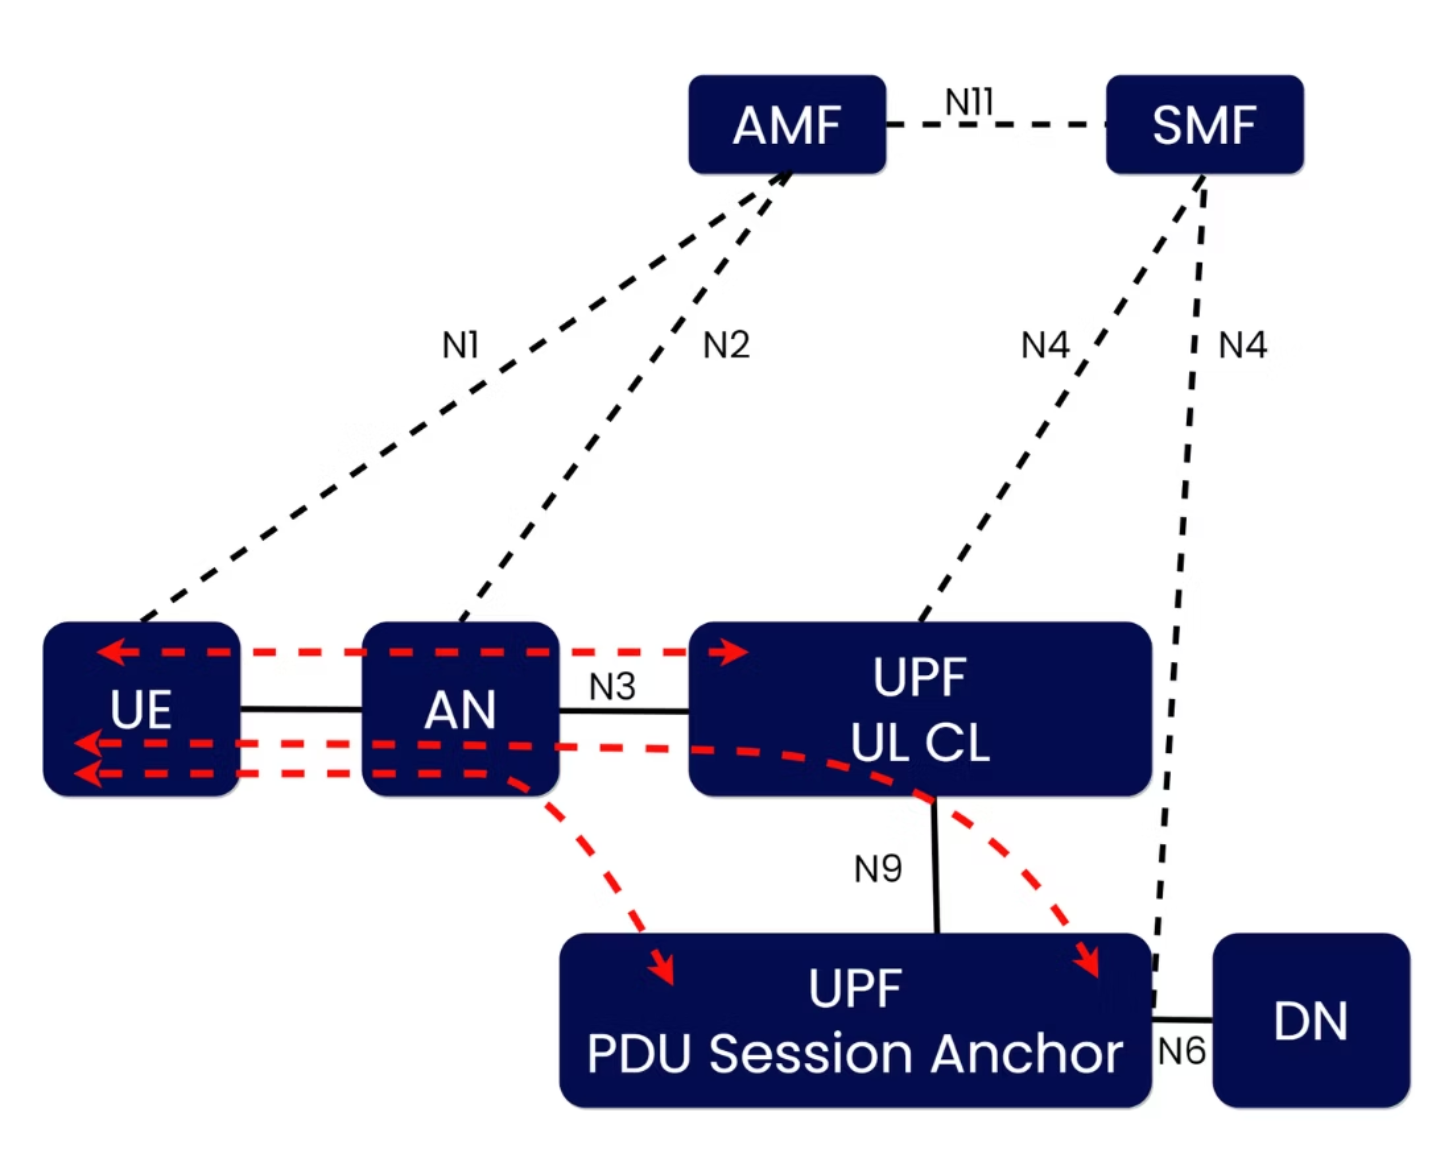 AMF
N11
SMF
N1
N2
N4
N4
UE
AN
N3
UPF
UL CL
N9
UPF
PDU Session Anchor
N6
DN